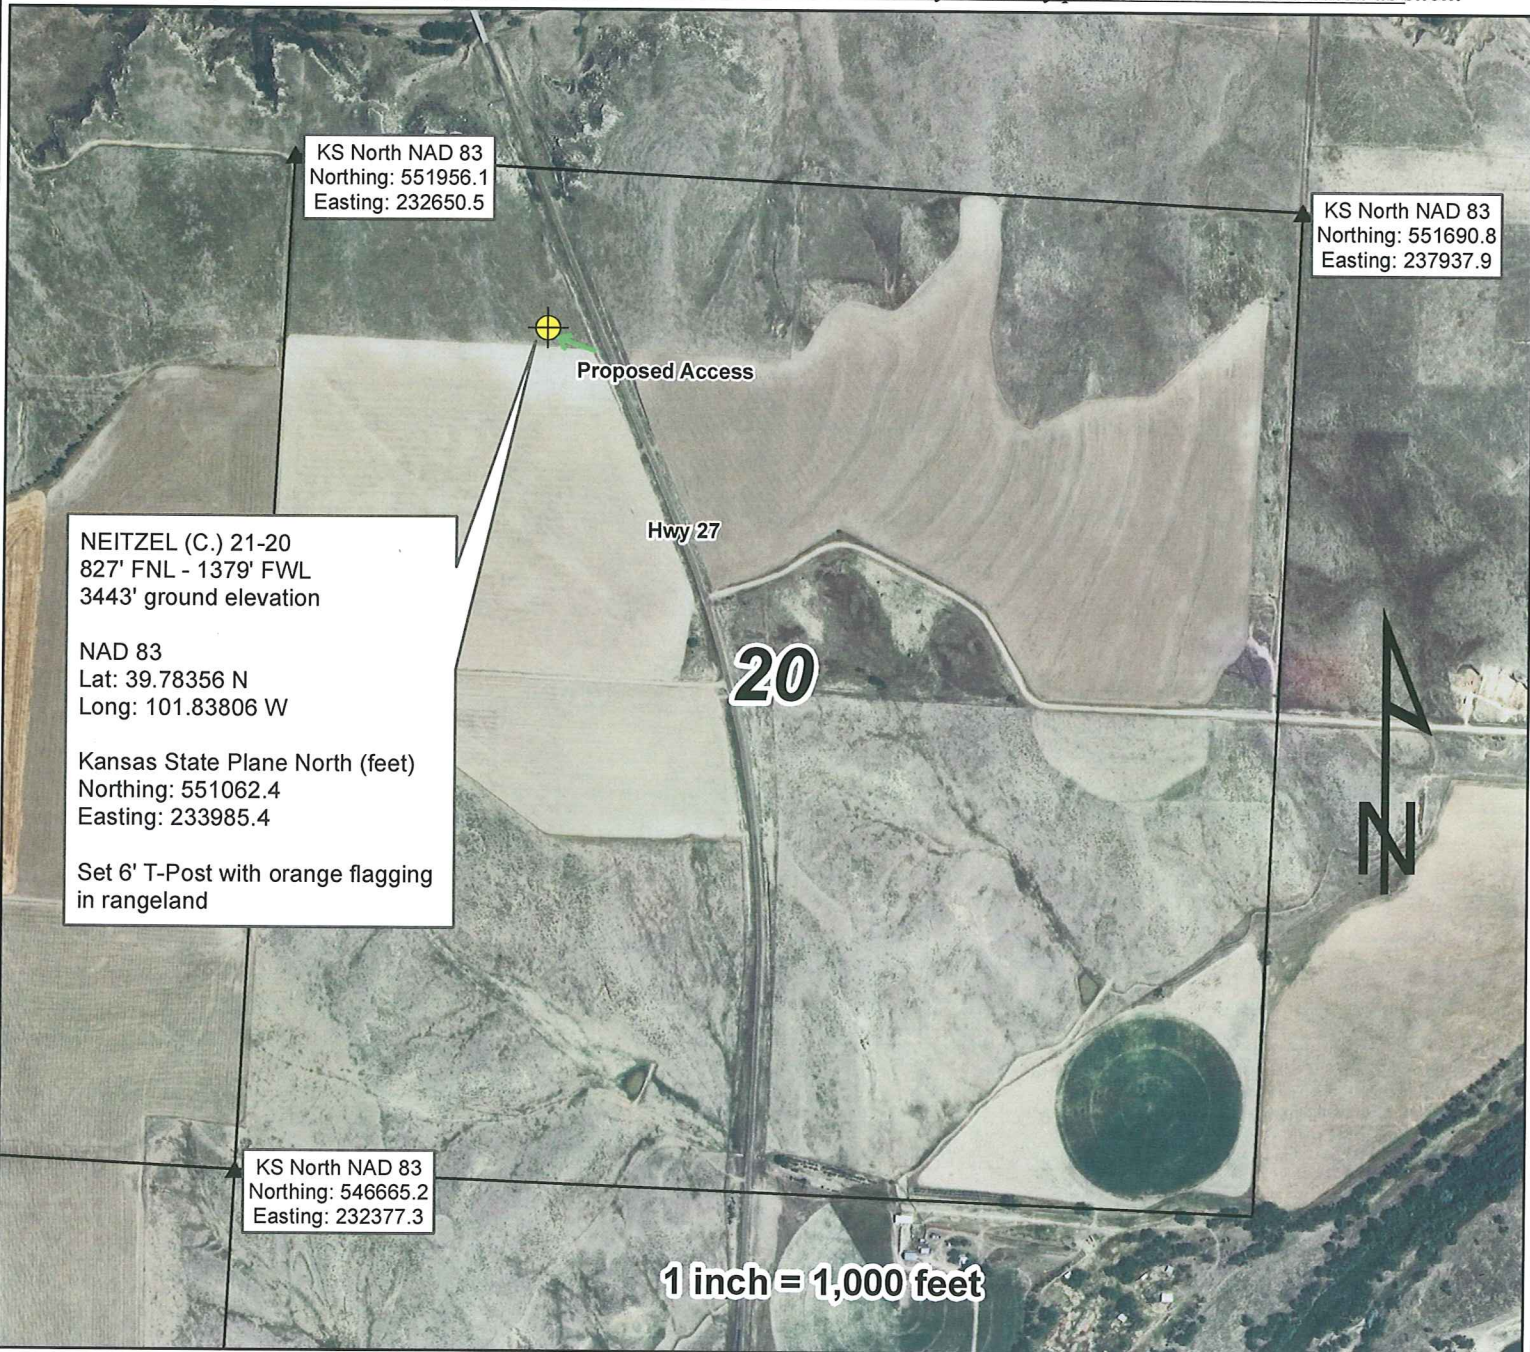 KS North NAD 83
Northing: 551956.1
Easting: 232650.5
KS North NAD 83
Northing: 551690.8
Easting: 237937.9
Proposed Access
Hwy 27
NEITZEL (C.) 21-20
827' FNL - 1379' FWL
3443' ground elevation
NAD 83
Lat: 39.78356 N
Long: 101.83806 W
Kansas State Plane North (feet)
Northing: 551062.4
Easting: 233985.4
Set 6' T-Post with orange flagging
in rangeland
20
N
KS North NAD 83
Northing: 546665.2
Easting: 232377.3
1 inch = 1,000 feet